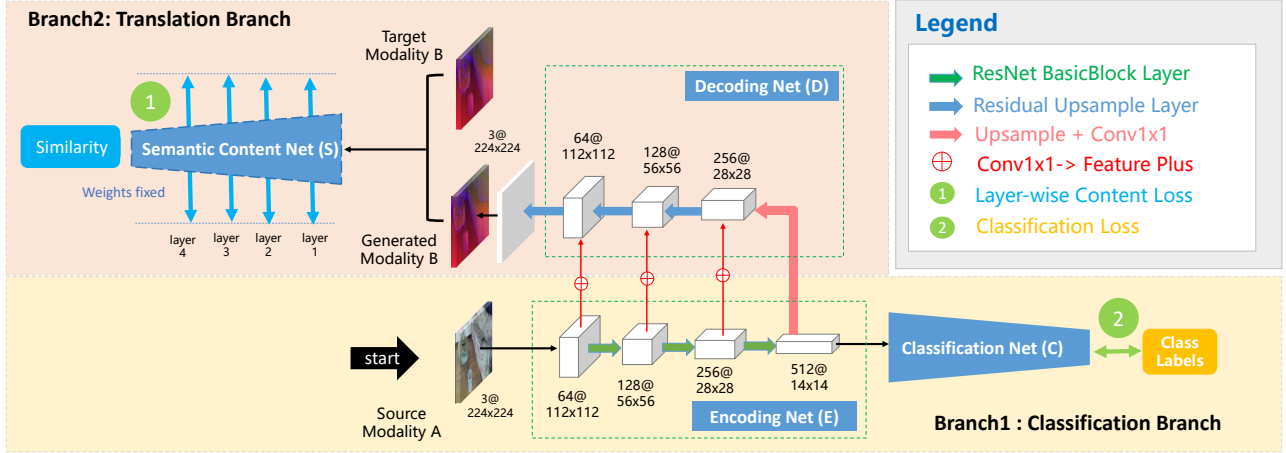 Branch2: Translation Branch
Target
Modality B
1
Similarity
Semantic Content Net (S)
Weights fixed
layer
4
layer
3
layer
2
layer
1
Generated
Modality B
3@
224x224
64@
112x112
128@
56x56
256@
28x28
Decoding Net (D)
Legend
ResNet BasicBlock Layer
Residual Upsample Layer
Upsample + Conv1x1
Conv1x1-> Feature Plus
1
Layer-wise Content Loss
2
Classification Loss
start
Source
Modality A
3@
224x224
64@
112x112
128@
56x56
256@
28x28
512@
14x14
Encoding Net (E)
Classification Net (C)
2
Class
Labels
Branch1 : Classification Branch